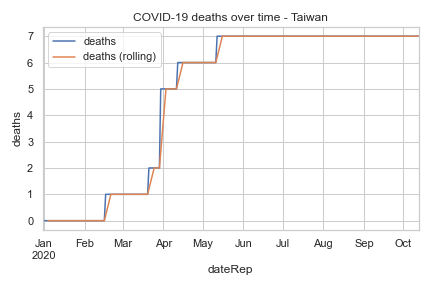 COVID-19 deaths over time - Taiwan
deaths
deaths (rolling)
7
6
5
4
3
2
1
0
deaths
Jan Feb Mar Apr May Jun Jul Aug Sep Oct
2020
dateRep